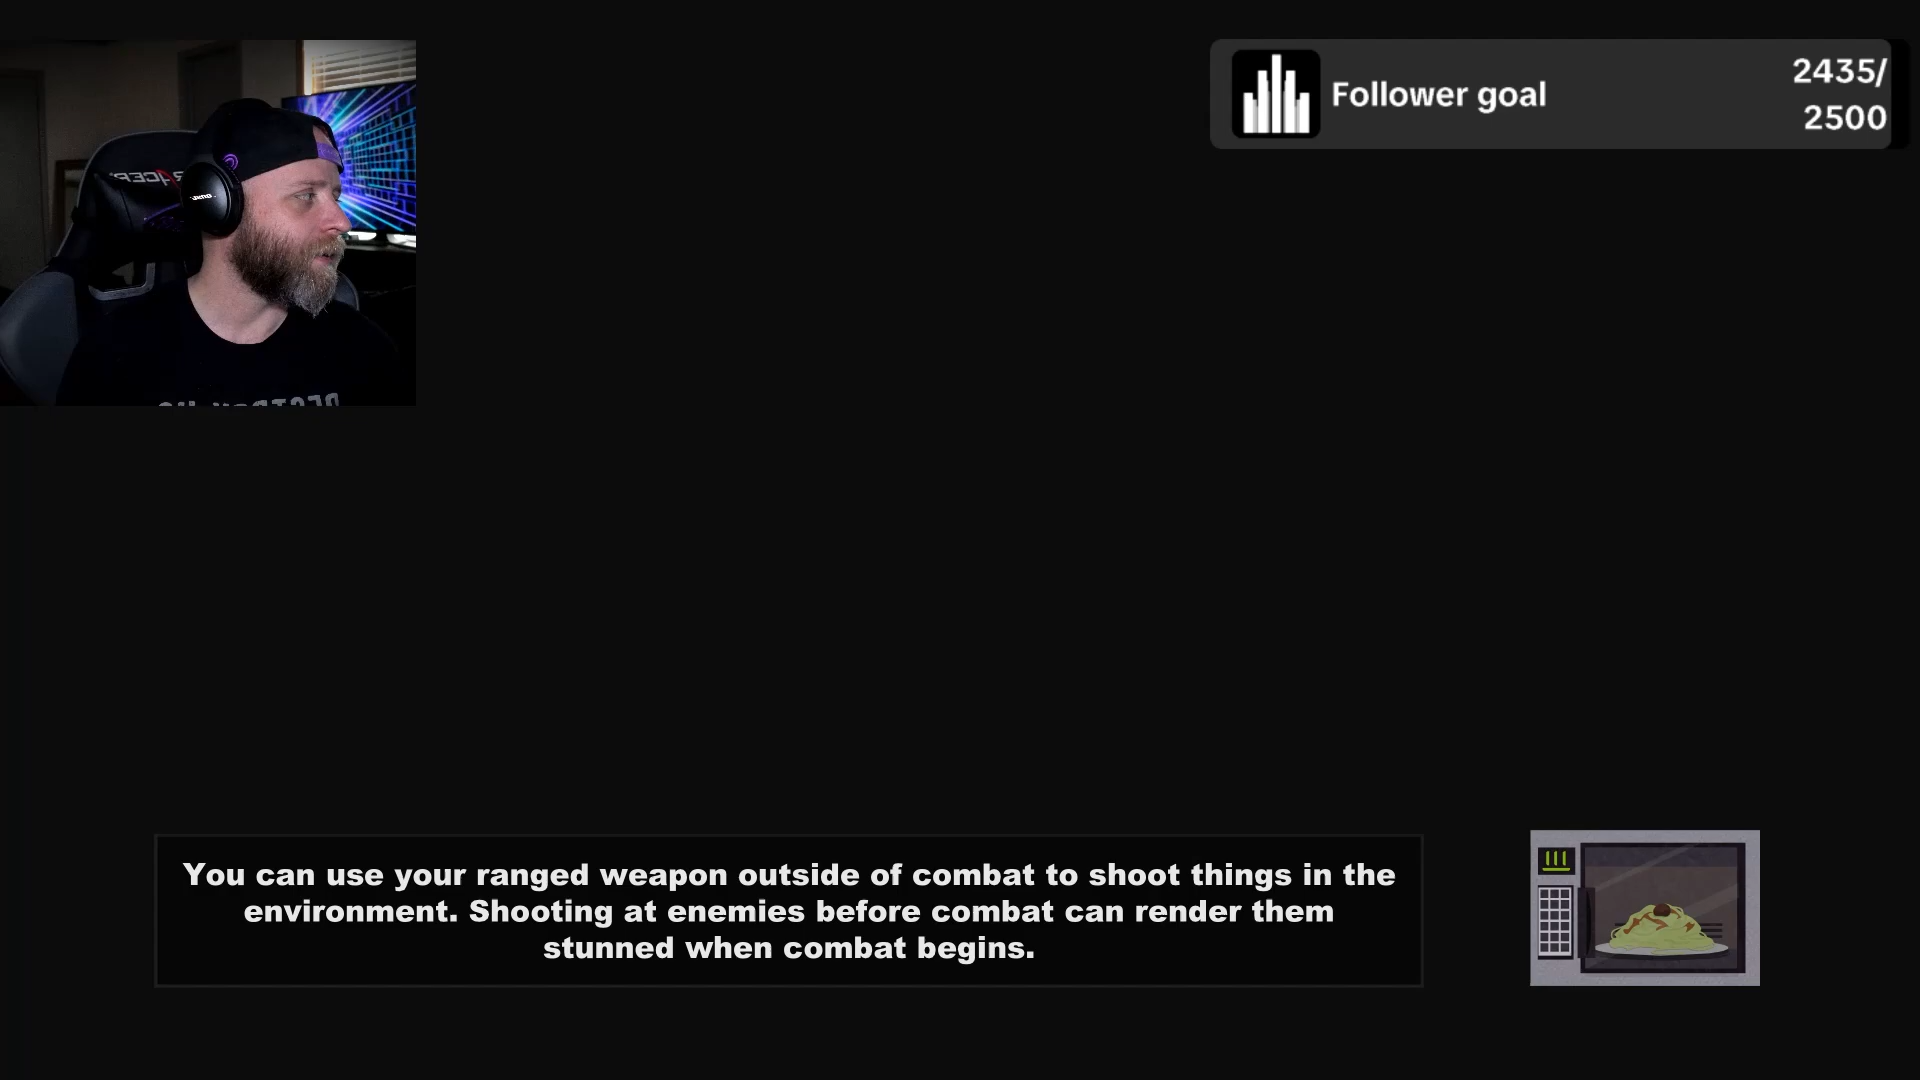 Follower goal
2435/
2500
You can use your ranged weapon outside of combat to shoot things in the
environment. Shooting at enemies before combat can render them
stunned when combat begins.